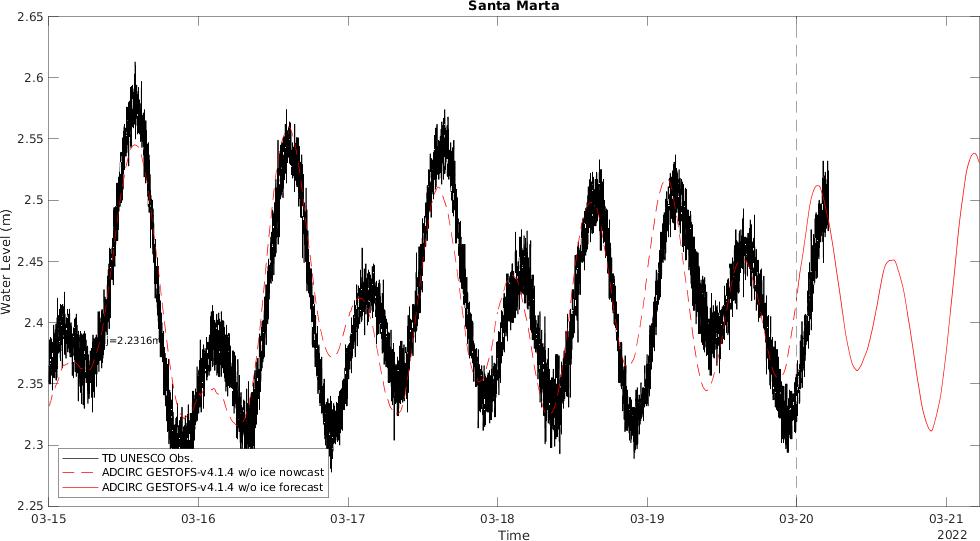 Santa Marta
2.65
2.6
2.55
2.5
2.45
2.4
2.35
2.3
2.25
Water Level (m)
=2.2316m
TD UNESCO Obs.
ADCIRC GESTOFS-v4.1.4 w/o ice nowcast
ADCIRC GESTOFS-v4.1.4 w/o ice forecast
03-15 03-16 03-17 03-18 03-19 03-20 03-21
Time
2022